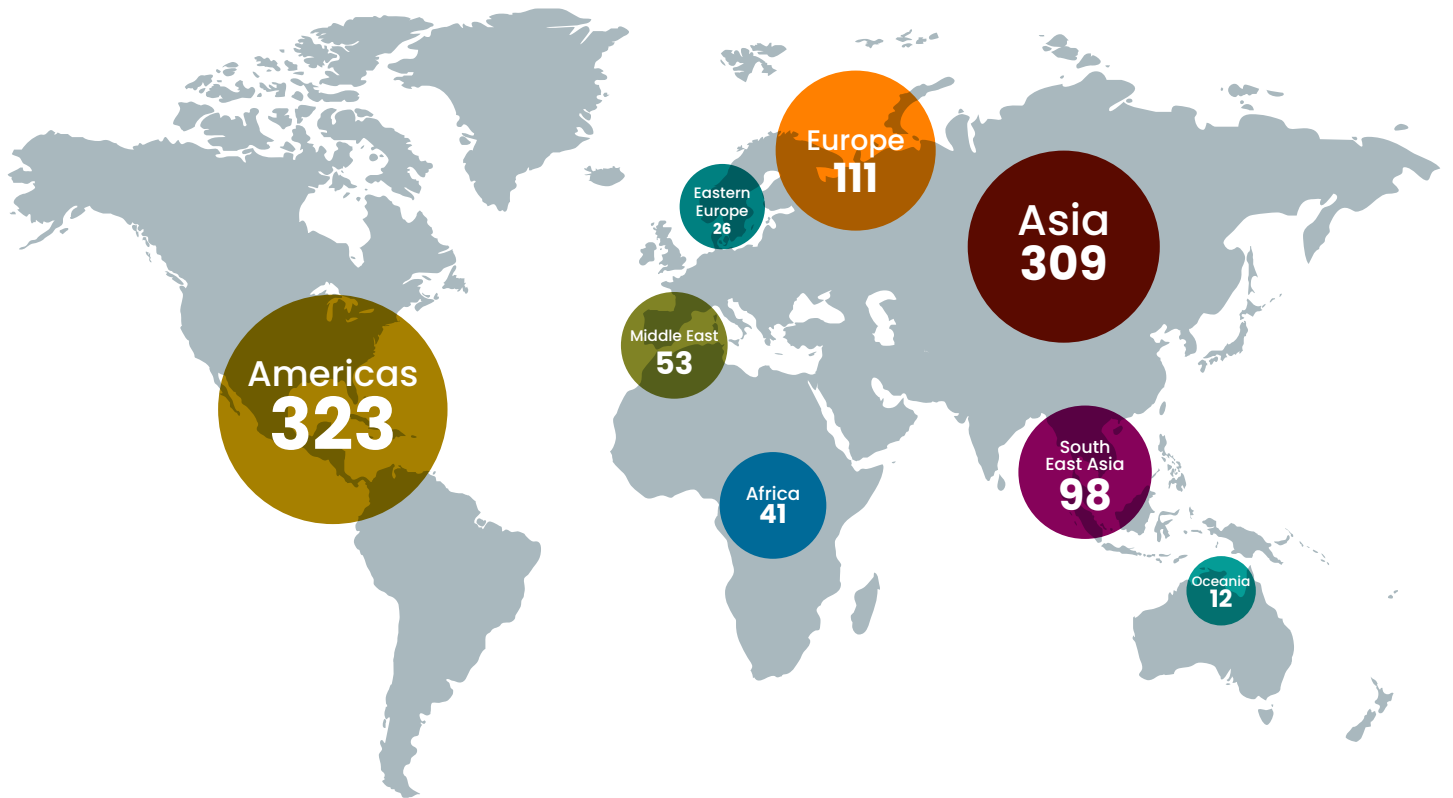 Europe
111
Eastern
Europe
26
Asia
309
Middle East
53
Americas
323
South
East Asia
98
Africa
41
Oceania
12